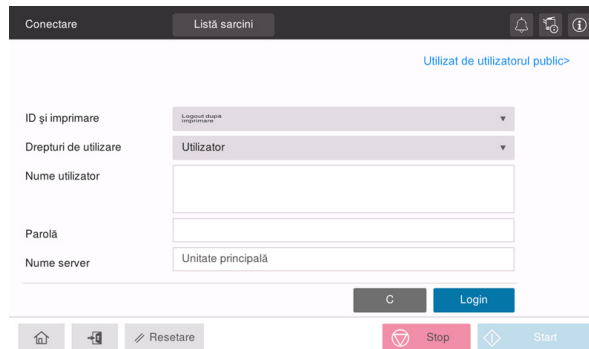 Conectare
Listă sarcini
Utilizat de utilizatorul public>
ID şi imprimare
Logout după
imprimare
Drepturi de utilizare
Utilizator
Nume utilizator
Parolă
Nume server
Unitate principală
C
Login
Resetare
Stop
Start